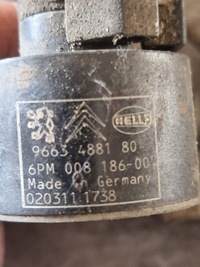 HELLA
9663 4881 80
6PM 008 186-00
Made in Germany
020311 1738